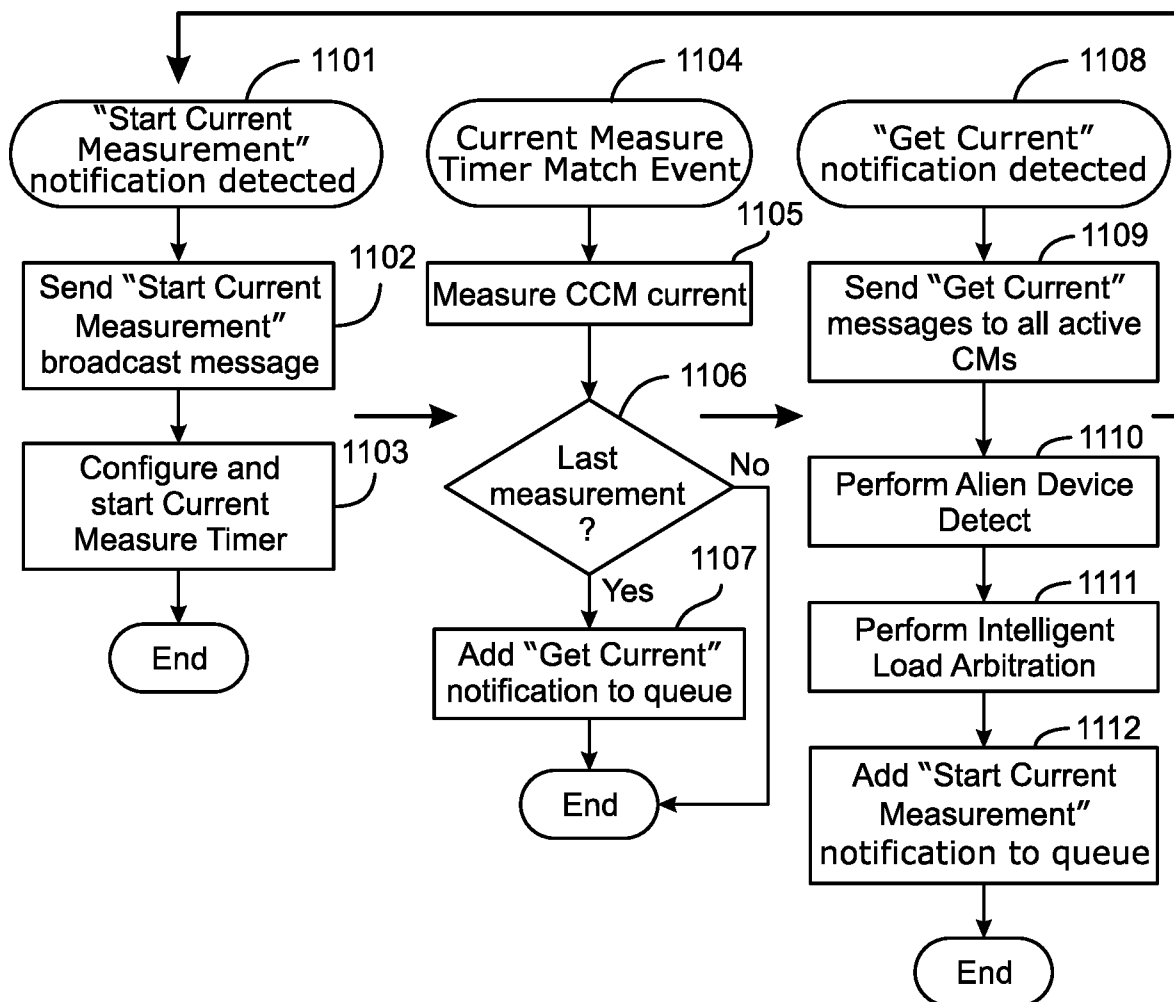 1101
"Start Current
Measurement"
notification detected
1102
Send "Start Current
Measurement"
broadcast message
1103
Configure and
start Current
Measure Timer
End
1104
Current Measure
Timer Match Event
1105
Measure CCM current
1106
Last
measurement
?
No
Yes
1107
Add "Get Current"
notification to queue
End
1108
"Get Current"
notification detected
1109
Send "Get Current"
messages to all active
CMs
1110
Perform Alien Device
Detect
1111
Perform Intelligent
Load Arbitration
1112
Add "Start Current
Measurement"
notification to queue
End